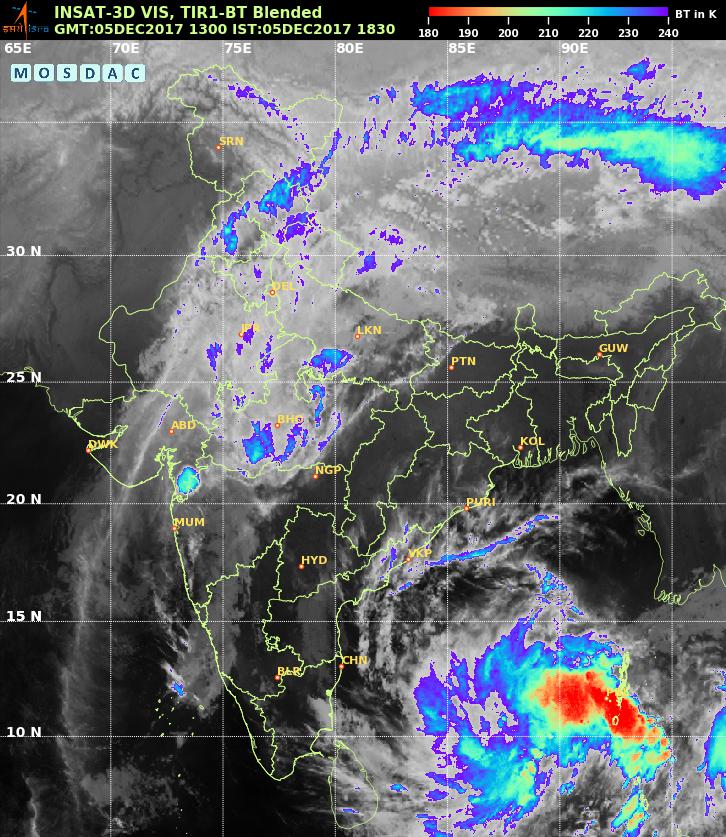 INSAT-3D VIS, TIR1-BT Blended
GMT:05DEC2017 1300 IST:05DEC2017 1830
BT in K
180 190 200 210 220 230 240
65E 70E 75E 80E 85E 90E
MOSDAC
SRN
30 N
DEL
JPR
LKN
GUW
PTN
25 N
ABD
BHO
DWK
KOL
NGP
20 N
PURI
MUM
VKP
HYD
15 N
CHN
BLR
10 N